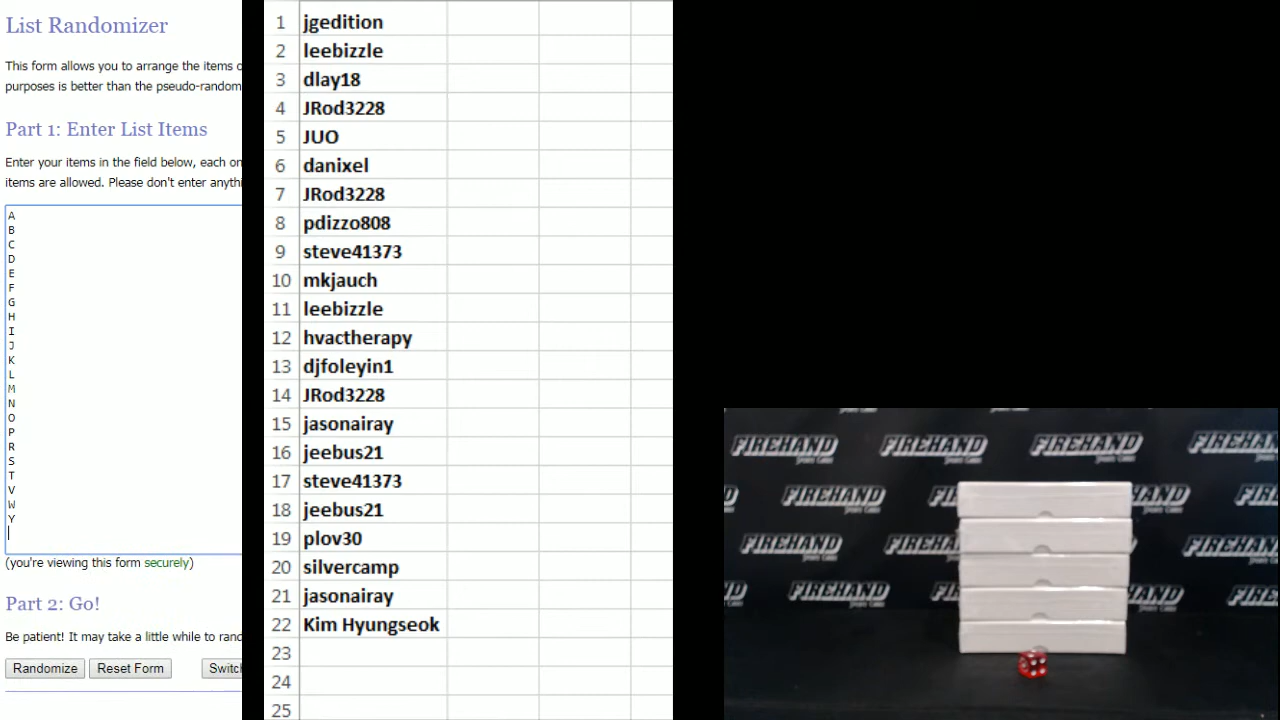 List Randomizer
This form allows you to arrange the items o
purposes is better than the pseudo-random
Part 1: Enter List Items
Enter your items in the field below, each on
items are allowed. Please don't enter anythi
A
B
C
D
E
F
G
H
I
J
K
L
M
N
O
P
R
S
T
V
W
Y
(you're viewing this form securely)
Part 2: Go!
Be patient! It may take a little while to rand
Randomize Reset Form Switch
1 jgedition
2 leebizzle
3 dlay18
4 JRod3228
5 JUO
6 danixel
7 JRod3228
8 pdizzo808
9 steve41373
10 mkjauch
11 leebizzle
12 hvactherapy
13 djfoleyin1
14 JRod3228
15 jasonairay
16 jeebus21
17 steve41373
18 jeebus21
19 plov30
20 silvercamp
21 jasonairay
22 Kim Hyungseok
23
24
25
FIREHAND FIREHAND FIREHAND FIREHAND
FIREHAND FIREHAND
FIREHAND FIREHAND
FIREHAND FIREHAND